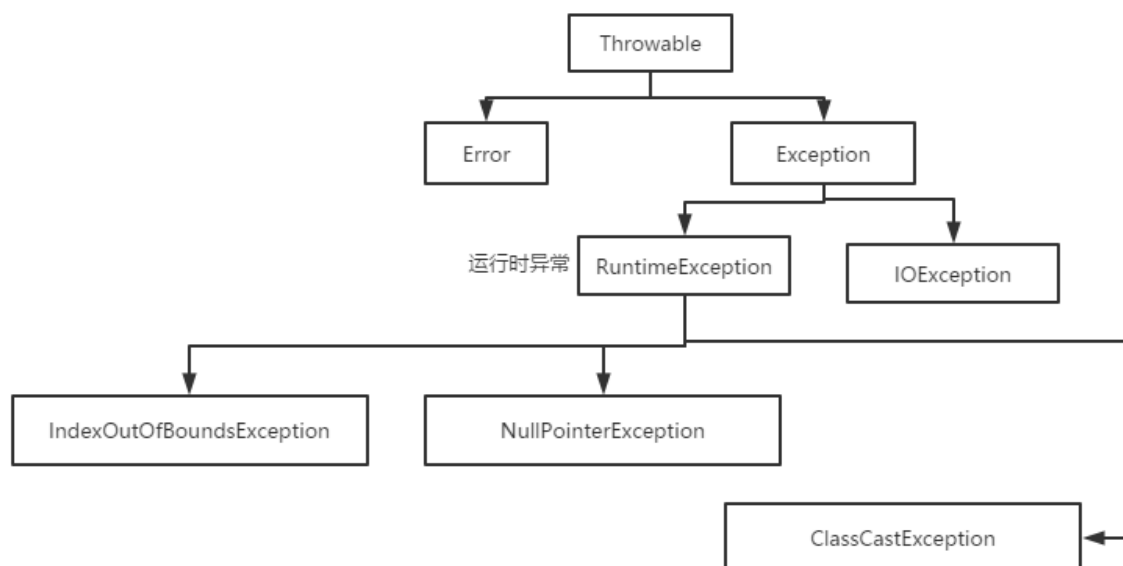 Throwable
Error
Exception
运行时异常
RuntimeException
IOException
IndexOutOfBoundsException
NullPointerException
ClassCastException